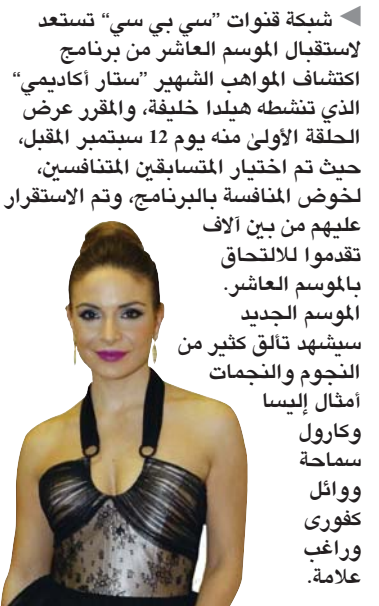 شبكة قنوات ”سي بي سي“ تستعد
لاستقبال الموسم العاشر من برنامج
اكتشاف المواهب الشهير ”ستار أكاديمي“
الذي تنشطه هيلدا خليفة، والمقرر عرض
الحلقة الأولىٰ منه يوم 12 سبتمبر المقبل،
حيث تم اختيار المتسابقين المتنافسين،
لخوض المنافسة بالبرنامج، وتم الاستقرار
عليهم من بين آلاف
تقدموا للالتحاق
بالموسم العاشر.
الموسم الجديد
سيشهد تألق كثير من
النجوم والنجمات
أمثال إليسا
وكارول
سماحة
ووائل
كفورى
وراغب
علامة.